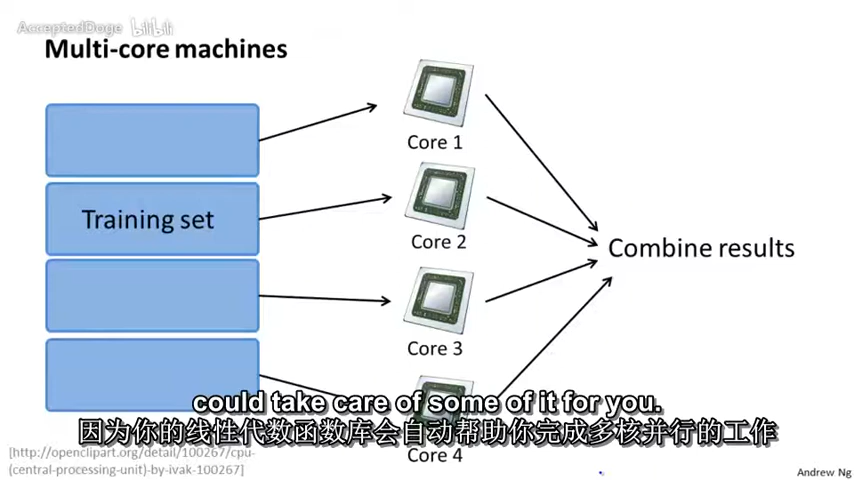 AcceptedDoge bilibili
Multi-core machines
Core 1
Training set
Core 2
Combine results
Core 3
could take care of some of it for you.
因为你的线性代数函数库会自动帮助你完成多核并行的工作
Core 4
[http://openclipart.org/detail/100267/cpu-
(central-processing-unit)-by-ivak-100267]
Andrew Ng